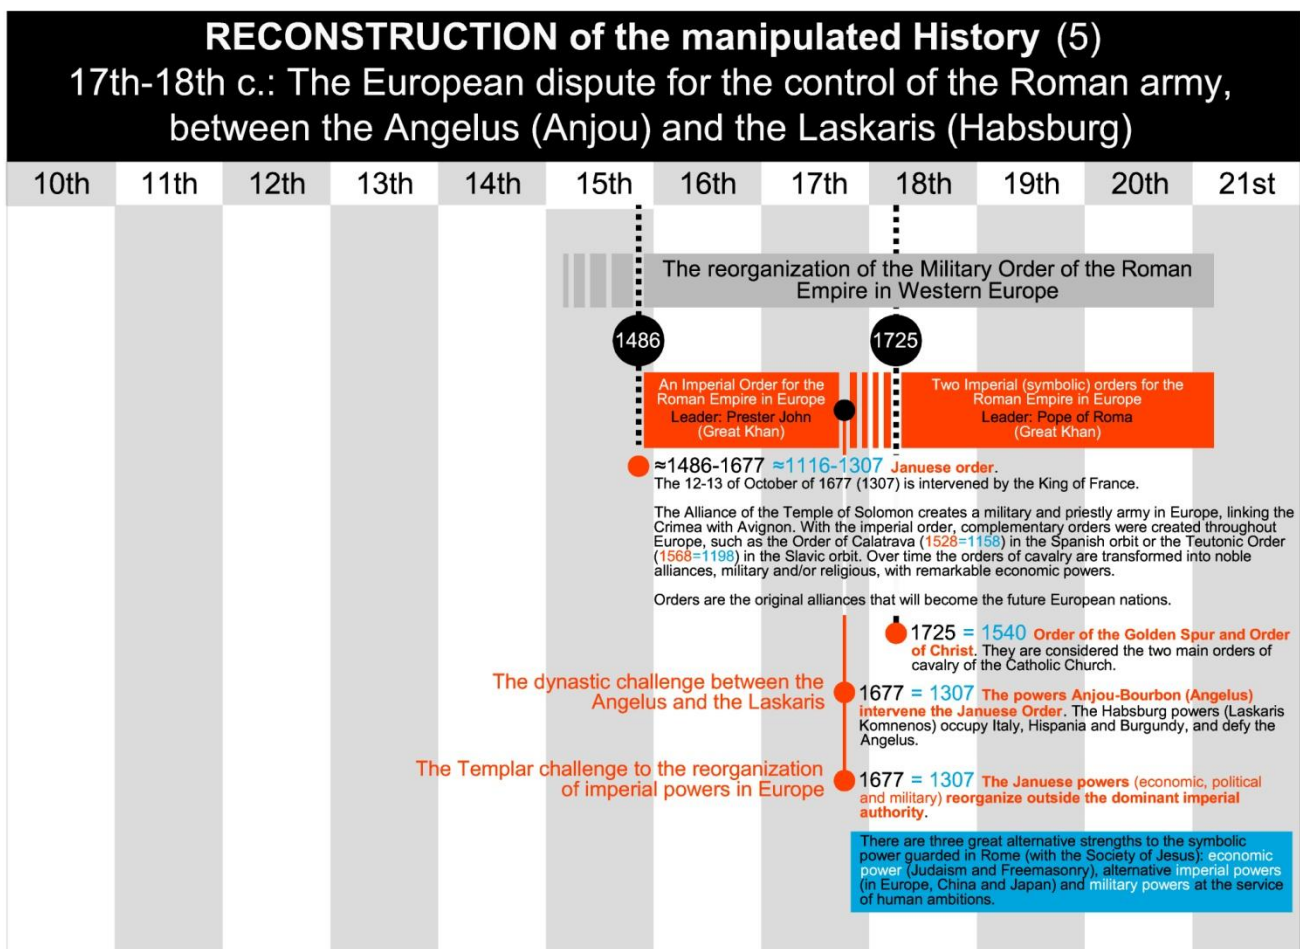 RECONSTRUCTION of the manipulated History (5)
17th-18th c.: The European dispute for the control of the Roman army,
between the Angelus (Anjou) and the Laskaris (Habsburg)
10th 11th 12th 13th 14th 15th 16th 17th 18th 19th 20th 21st
The reorganization of the Military Order of the Roman
Empire in Western Europe
1486 1725
An Imperial Order for the
Roman Empire in Europe
Leader: Prester John
(Great Khan)
Two Imperial (symbolic) orders for the
Roman Empire in Europe
Leader: Pope of Roma
(Great Khan)
≈1486-1677 ≈1116-1307 Januese order.
The 12-13 of October of 1677 (1307) is intervened by the King of France.
The Alliance of the Temple of Solomon creates a military and priestly army in Europe, linking the
Crimea with Avignon. With the imperial order, complementary orders were created throughout
Europe, such as the Order of Calatrava (1528=1158) in the Spanish orbit or the Teutonic Order
(1568=1198) in the Slavic orbit. Over time the orders of cavalry are transformed into noble
alliances, military and/or religious, with remarkable economic powers.
Orders are the original alliances that will become the future European nations.
1725 = 1540 Order of the Golden Spur and Order
of Christ. They are considered the two main orders of
cavalry of the Catholic Church.
The dynastic challenge between the
Angelus and the Laskaris
1677 = 1307 The powers Anjou-Bourbon (Angelus)
intervene the Januese Order. The Habsburg powers (Laskaris
Komnenos) occupy Italy, Hispania and Burgundy, and defy the
Angelus.
The Templar challenge to the reorganization
of imperial powers in Europe
1677 = 1307 The Januese powers (economic, political
and military) reorganize outside the dominant imperial
authority.
There are three great alternative strengths to the symbolic
power guarded in Rome (with the Society of Jesus): economic
power (Judaism and Freemasonry), alternative imperial powers
(in Europe, China and Japan) and military powers at the service
of human ambitions.